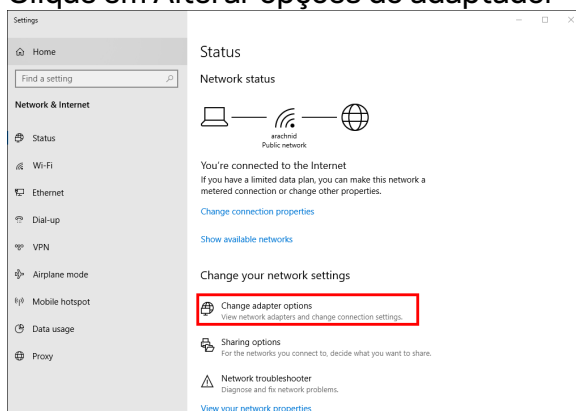 Clique em Alterar opções do adaptador
Settings
Home
Find a setting
Network & Internet
Status
Wi-Fi
Ethernet
Dial-up
VPN
Airplane mode
Mobile hotspot
Data usage
Proxy
Status
Network status
arachnid
Public network
You're connected to the Internet
If you have a limited data plan, you can make this network a
metered connection or change other properties.
Change connection properties
Show available networks
Change your network settings
Change adapter options
View network adapters and change connection settings.
Sharing options
For the networks you connect to, decide what you want to share.
Network troubleshooter
Diagnose and fix network problems.
View your network properties